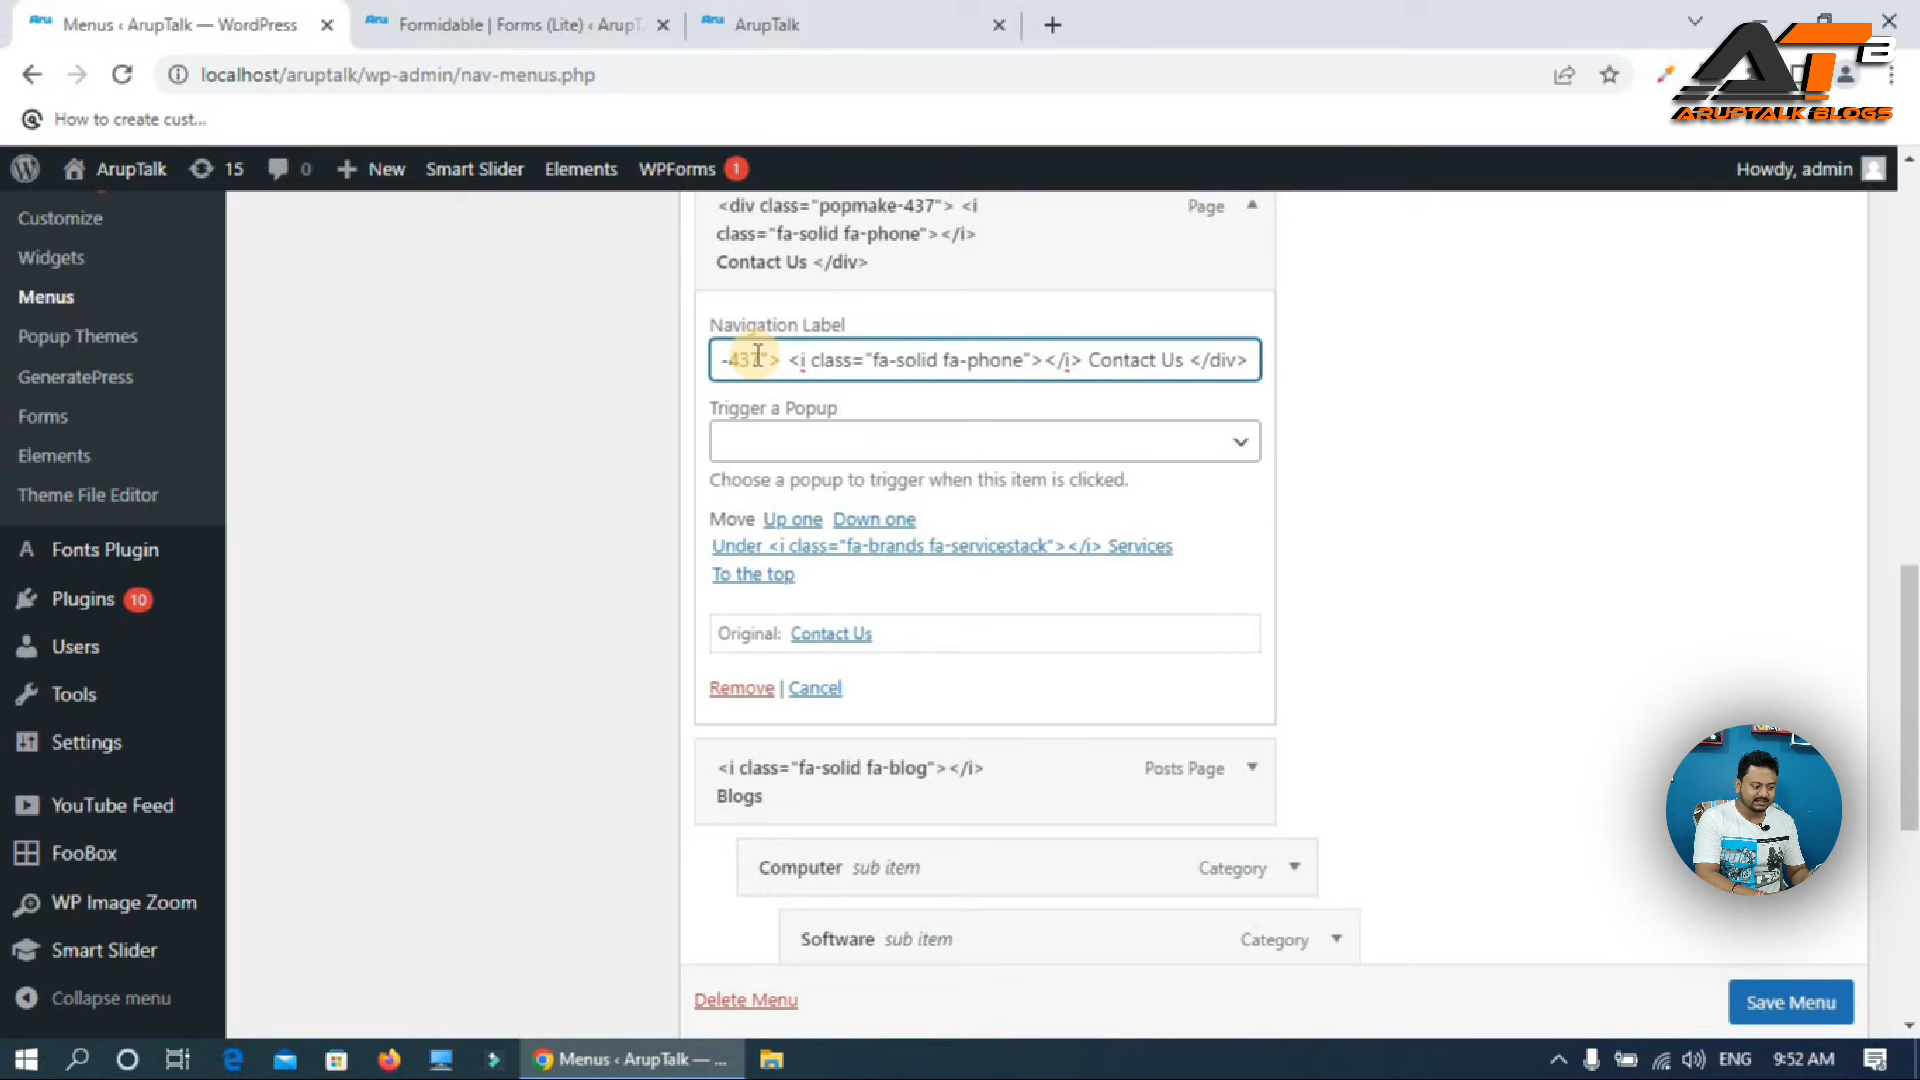 Menus ‹ ArupTalk — WordPress
Formidable | Forms (Lite) ‹ ArupT
ArupTalk
localhost/aruptalk/wp-admin/nav-menus.php
How to create cust...
ATB
ARUPTALK BLOGS
ArupTalk 15 0 New Smart Slider Elements WPForms 1
Howdy, admin
Customize
Widgets
Menus
Popup Themes
GeneratePress
Forms
Elements
Theme File Editor
Fonts Plugin
Plugins 10
Users
Tools
Settings
YouTube Feed
FooBox
WP Image Zoom
Smart Slider
Collapse menu
<div class="popmake-437"> <i
class="fa-solid fa-phone"></i>
Contact Us </div>
Page
Navigation Label
-437"> <i class="fa-solid fa-phone"></i> Contact Us </div>
Trigger a Popup
Choose a popup to trigger when this item is clicked.
Move Up one Down one
Under <i class="fa-brands fa-servicestack"></i> Services
To the top
Original: Contact Us
Remove | Cancel
<i class="fa-solid fa-blog"></i>
Blogs
Posts Page
Computer sub item Category
Software sub item Category
Delete Menu
Save Menu
Menus ‹ ArupTalk — ...
ENG 9:52 AM